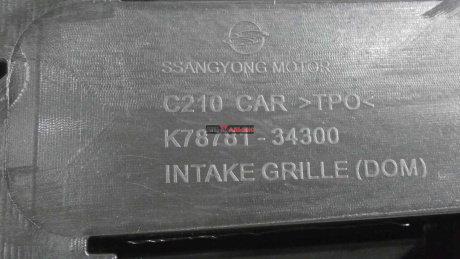 SSANGYONG MOTOR
C210 CAR >TPO<
K78781-34300
INTAKE GRILLE (DOM)